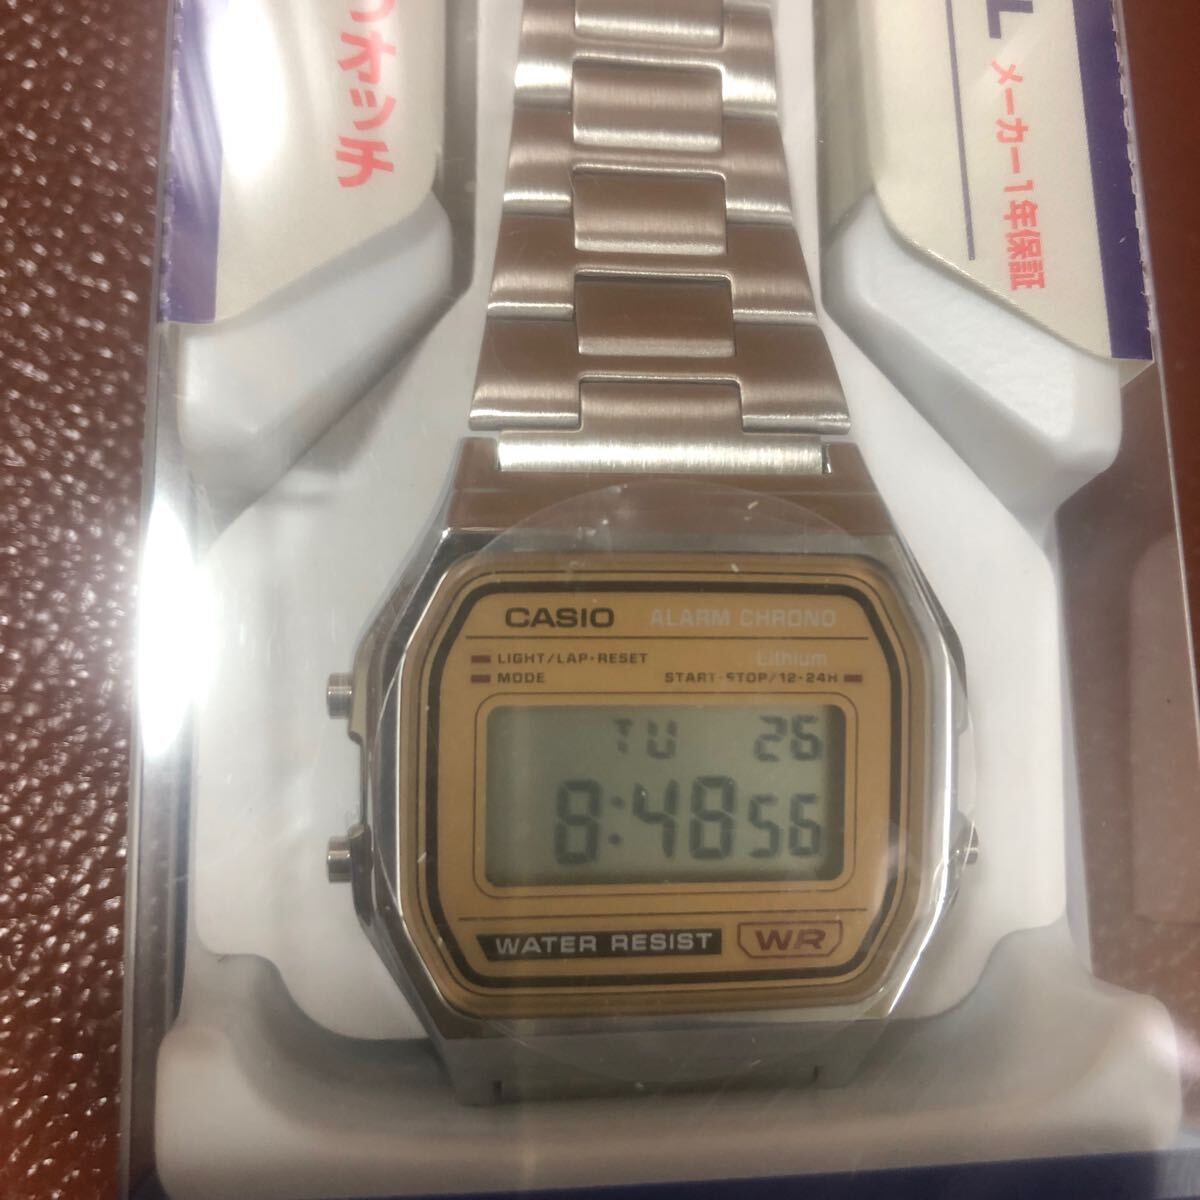 ウオッチ
L
メーカー1年保証
CASIO ALARM CHRONO
LIGHT/LAP・RESET Lithium
MODE START・STOP/12・24H
TU 26
8:48 56
WATER RESIST WR